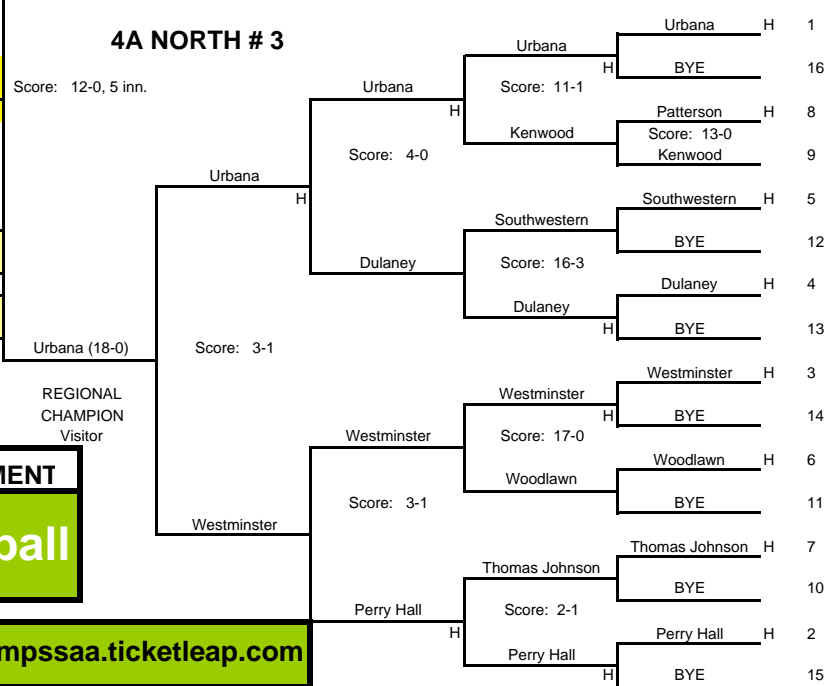 4A NORTH # 3
Score: 12-0, 5 inn.
Urbana H 1
Urbana
H
BYE 16
Urbana
Score: 11-1
H
Patterson H 8
Score: 13-0
Kenwood
Kenwood 9
Score: 4-0
Urbana
H
Southwestern H 5
Southwestern
BYE 12
Dulaney
Score: 16-3
Dulaney H 4
Dulaney
H
BYE 13
Urbana (18-0)
Score: 3-1
REGIONAL
CHAMPION
Visitor
Westminster H 3
Westminster
H
BYE 14
Westminster
Score: 17-0
Woodlawn H 6
Woodlawn
BYE 11
Score: 3-1
Westminster
Thomas Johnson H 7
Thomas Johnson
BYE 10
Perry Hall
Score: 2-1
H
Perry Hall H 2
Perry Hall
H
BYE 15
MENT
ball
mpssaa.ticketleap.com